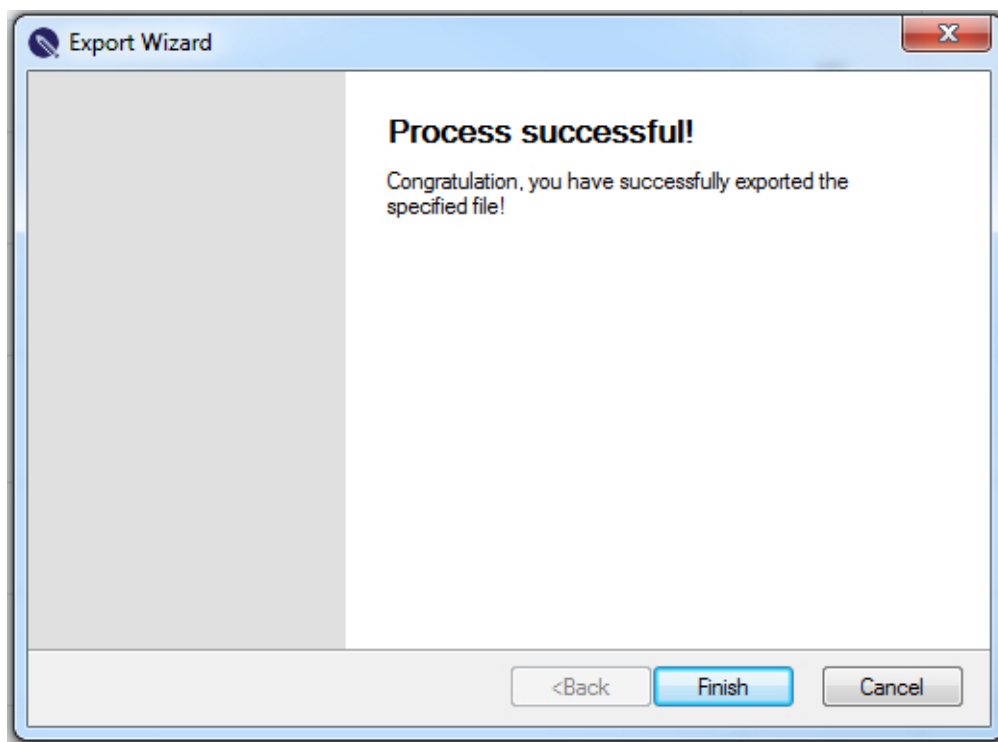 Export Wizard
Process successful!
Congratulation, you have successfully exported the
specified file!
<Back
Finish
Cancel